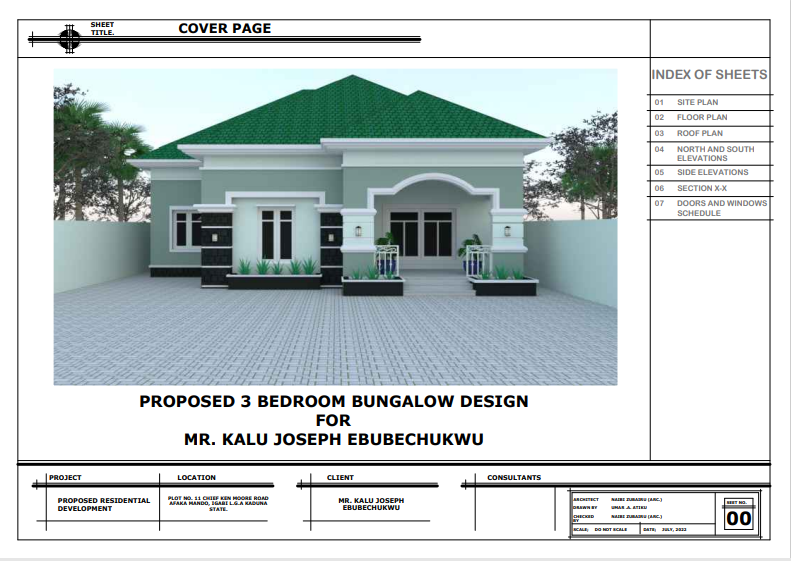 SHEET
TITLE.
COVER PAGE
INDEX OF SHEETS
01 SITE PLAN
02 FLOOR PLAN
03 ROOF PLAN
04 NORTH AND SOUTH
ELEVATIONS
05 SIDE ELEVATIONS
06 SECTION X-X
07 DOORS AND WINDOWS
SCHEDULE
PROPOSED 3 BEDROOM BUNGALOW DESIGN
FOR
MR. KALU JOSEPH EBUBECHUKWU
PROJECT
PROPOSED RESIDENTIAL
DEVELOPMENT
LOCATION
PLOT NO. 11 CHIEF KEN MOORE ROAD
AFAKA MANDO, IGABI L.G.A KADUNA
STATE.
CLIENT
MR. KALU JOSEPH
EBUBECHUKWU
CONSULTANTS
ARCHITECT NAIBI ZUBAIRU (ARC.)
DRAWN BY UMAR .A. ATIKU
CHECKED NAIBI ZUBAIRU (ARC.)
BY
SCALE; DO NOT SCALE DATE; JULY, 2022
SEET NO.
00